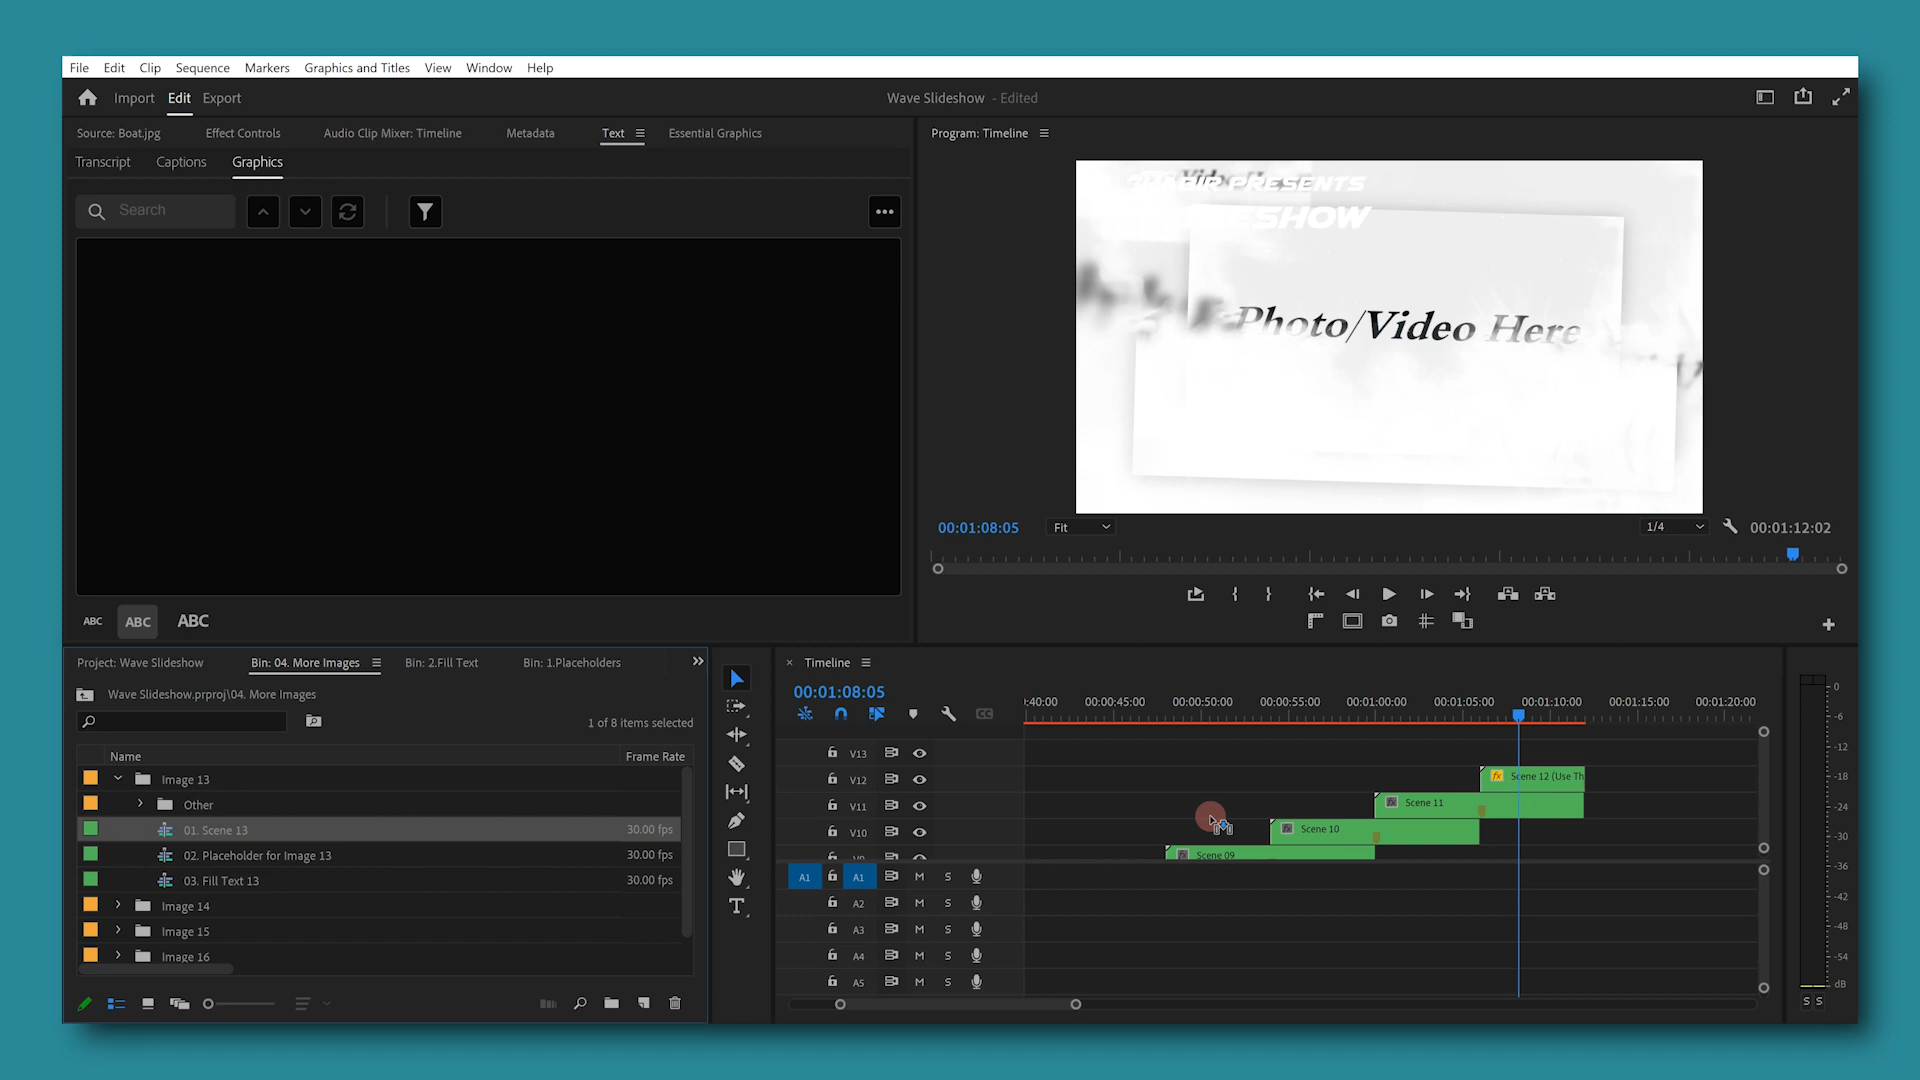 File Edit Clip Sequence Markers Graphics and Titles View Window Help
Import Edit Export
Wave Slideshow - Edited
Source: Boat.jpg Effect Controls Audio Clip Mixer: Timeline Metadata Text Essential Graphics
Program: Timeline
Transcript Captions Graphics
Search
PRESENTS
Photo/Video Here
00:01:08:05 Fit 1/4 00:01:12:02
ABC ABC ABC
Project: Wave Slideshow Bin: 04. More Images Bin: 2.Fill Text Bin: 1.Placeholders
Wave Slideshow.prproj\04. More Images
1 of 8 items selected
Name Frame Rate
Image 13
Other
01. Scene 13 30.00 fps
02. Placeholder for Image 13 30.00 fps
03. Fill Text 13 30.00 fps
Image 14
Image 15
Image 16
Timeline
00:01:08:05
:40:00 00:00:45:00 00:00:50:00 00:00:55:00 00:01:00:00 00:01:05:00 00:01:10:00 00:01:15:00 00:01:20:00
V13
V12 fx Scene 12 (Use Th
V11 fx Scene 11
V10 fx Scene 10
V9 fx Scene 09
A1 A1 M S
A2 M S
A3 M S
A4 M S
A5 M S
0
-6
-12
-18
-24
-30
-36
-42
-48
-54
dB
S S